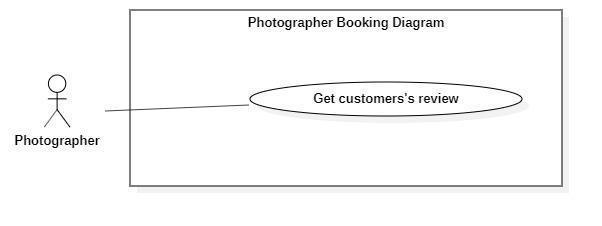 Photographer Booking Diagram
Get customers's review
Photographer